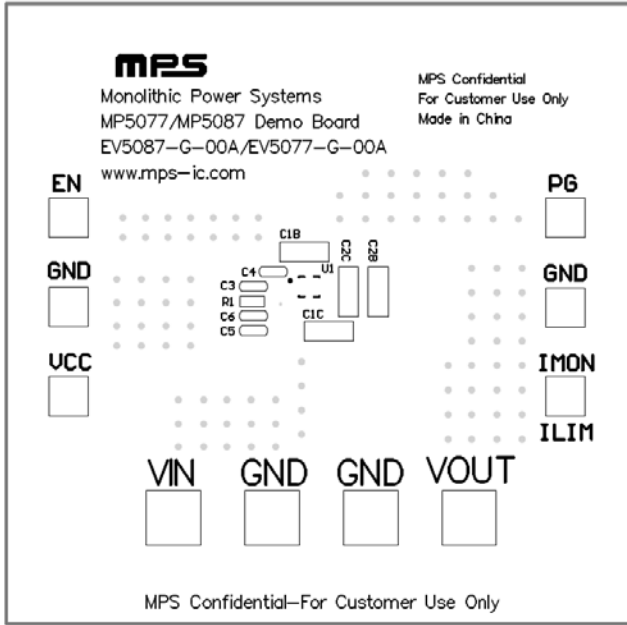 mps
Monolithic Power Systems
MP5077/MP5087 Demo Board
EV5087-G-00A/EV5077-G-00A
www.mps-ic.com
MPS Confidential
For Customer Use Only
Made in China
EN
PG
C1B
C2C
C2B
C4
U1
GND
C3
GND
R1
C1C
C6
C5
VCC
IMON
ILIM
VIN
GND
GND
VOUT
MPS Confidential-For Customer Use Only